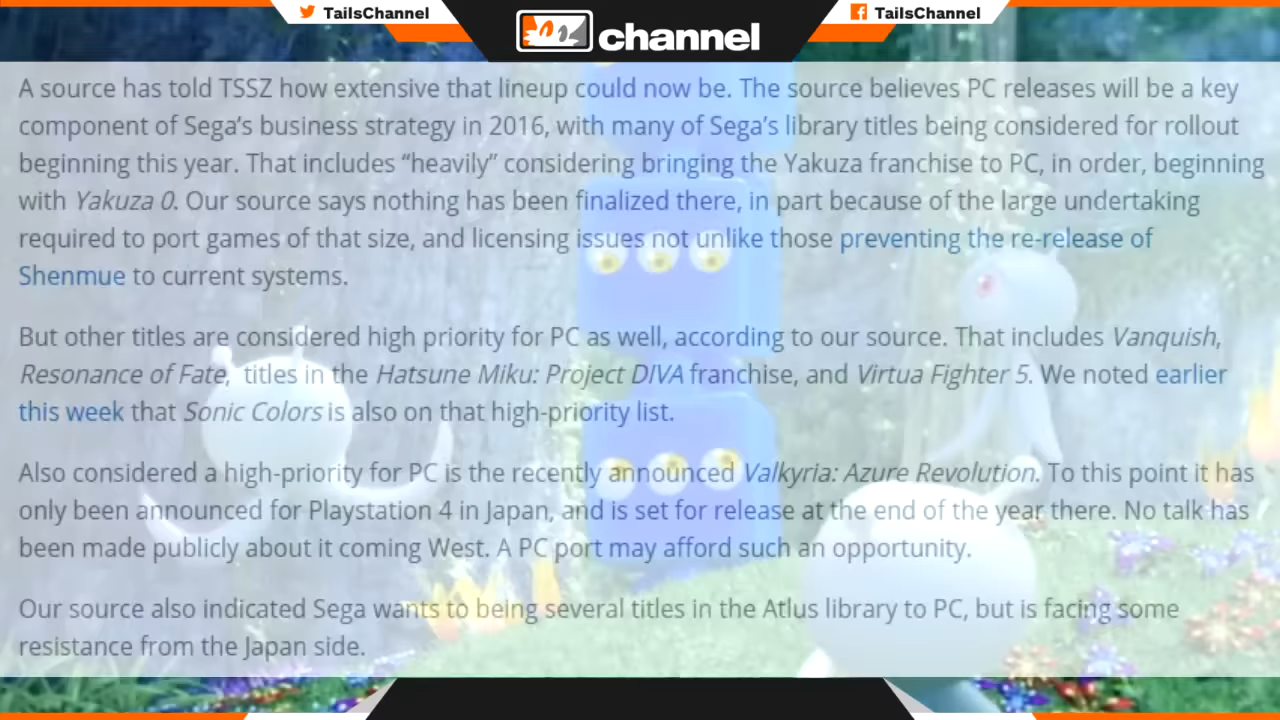 TailsChannel
channel
TailsChannel
A source has told TSSZ how extensive that lineup could now be. The source believes PC releases will be a key
component of Sega's business strategy in 2016, with many of Sega's library titles being considered for rollout
beginning this year. That includes “heavily” considering bringing the Yakuza franchise to PC, in order, beginning
with Yakuza 0. Our source says nothing has been finalized there, in part because of the large undertaking
required to port games of that size, and licensing issues not unlike those preventing the re-release of
Shenmue to current systems.
But other titles are considered high priority for PC as well, according to our source. That includes Vanquish,
Resonance of Fate, titles in the Hatsune Miku: Project DIVA franchise, and Virtua Fighter 5. We noted earlier
this week that Sonic Colors is also on that high-priority list.
Also considered a high-priority for PC is the recently announced Valkyria: Azure Revolution. To this point it has
only been announced for Playstation 4 in Japan, and is set for release at the end of the year there. No talk has
been made publicly about it coming West. A PC port may afford such an opportunity.
Our source also indicated Sega wants to being several titles in the Atlus library to PC, but is facing some
resistance from the Japan side.